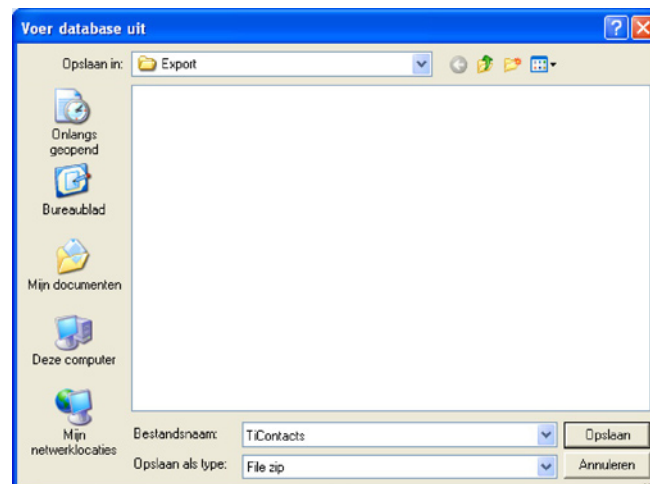 Voer database uit
Opslaan in:
Export
Onlangs
geopend
Bureaublad
Mijn documenten
Deze computer
Mijn
netwerklocaties
Bestandsnaam:
TiContacts
Opslaan
Opslaan als type:
File zip
Annuleren